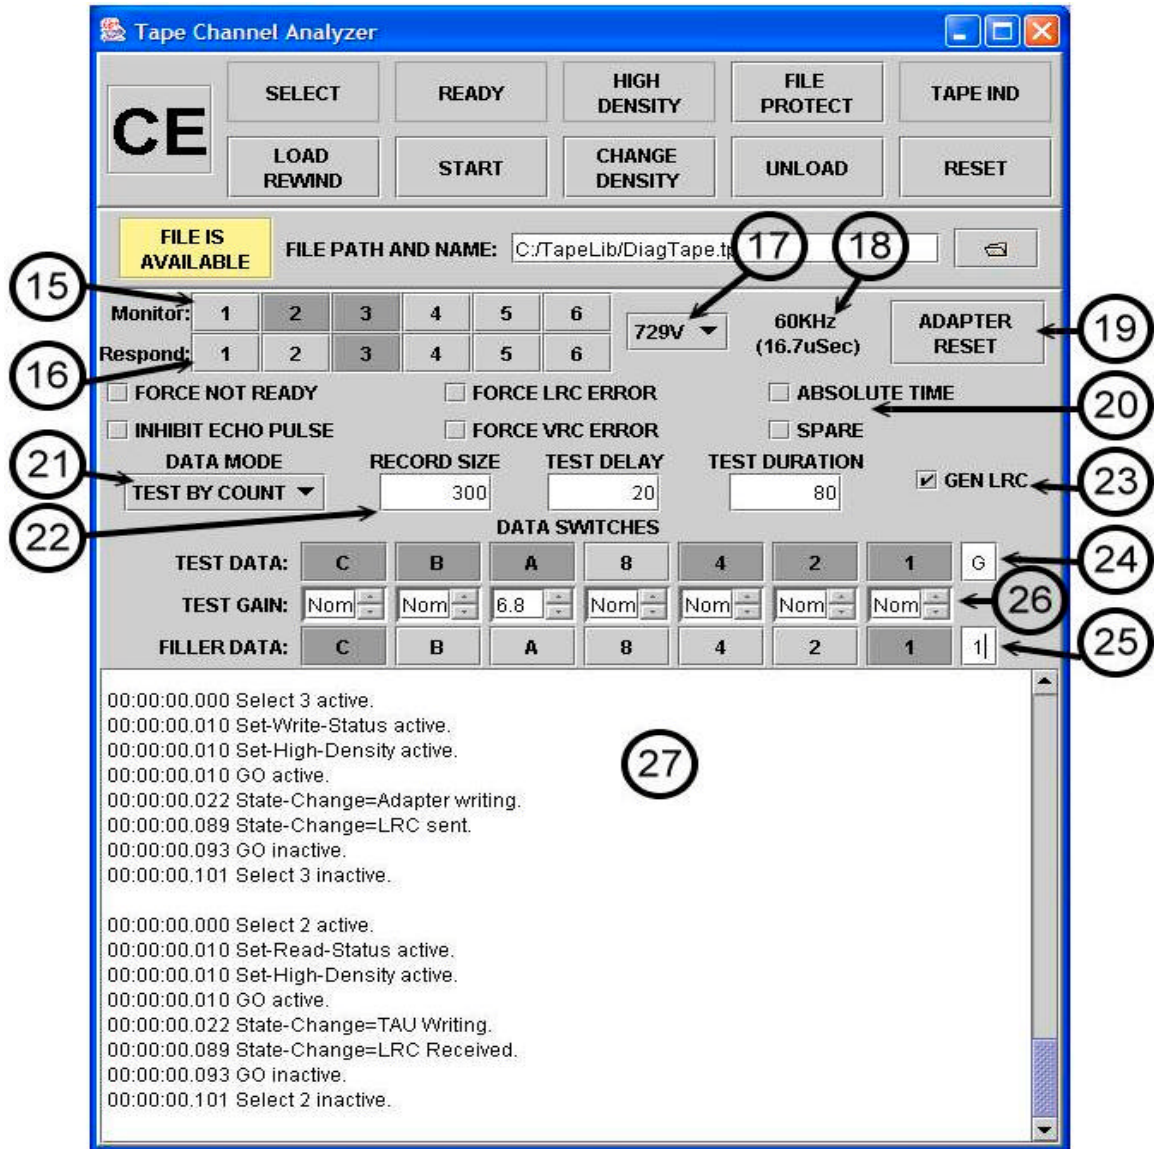 Tape Channel Analyzer
CE
SELECT
READY
HIGH DENSITY
FILE PROTECT
TAPE IND
LOAD REWIND
START
CHANGE DENSITY
UNLOAD
RESET
FILE IS AVAILABLE
FILE PATH AND NAME: C:/TapeLib/DiagTape.tp
17
18
15
Monitor: 1 2 3 4 5 6
729V
60KHz
(16.7uSec)
ADAPTER RESET
19
16
Respond: 1 2 3 4 5 6
FORCE NOT READY
FORCE LRC ERROR
ABSOLUTE TIME
20
INHIBIT ECHO PULSE
FORCE VRC ERROR
SPARE
21
DATA MODE
RECORD SIZE
TEST DELAY
TEST DURATION
TEST BY COUNT
300
20
80
GEN LRC
23
22
DATA SWITCHES
TEST DATA: C B A 8 4 2 1 G
24
TEST GAIN: Nom Nom 6.8 Nom Nom Nom Nom
26
FILLER DATA: C B A 8 4 2 1 1
25
00:00:00.000 Select 3 active.
00:00:00.010 Set-Write-Status active.
00:00:00.010 Set-High-Density active.
00:00:00.010 GO active.
00:00:00.022 State-Change=Adapter writing.
00:00:00.089 State-Change=LRC sent.
00:00:00.093 GO inactive.
00:00:00.101 Select 3 inactive.
27
00:00:00.000 Select 2 active.
00:00:00.010 Set-Read-Status active.
00:00:00.010 Set-High-Density active.
00:00:00.010 GO active.
00:00:00.022 State-Change=TAU Writing.
00:00:00.089 State-Change=LRC Received.
00:00:00.093 GO inactive.
00:00:00.101 Select 2 inactive.